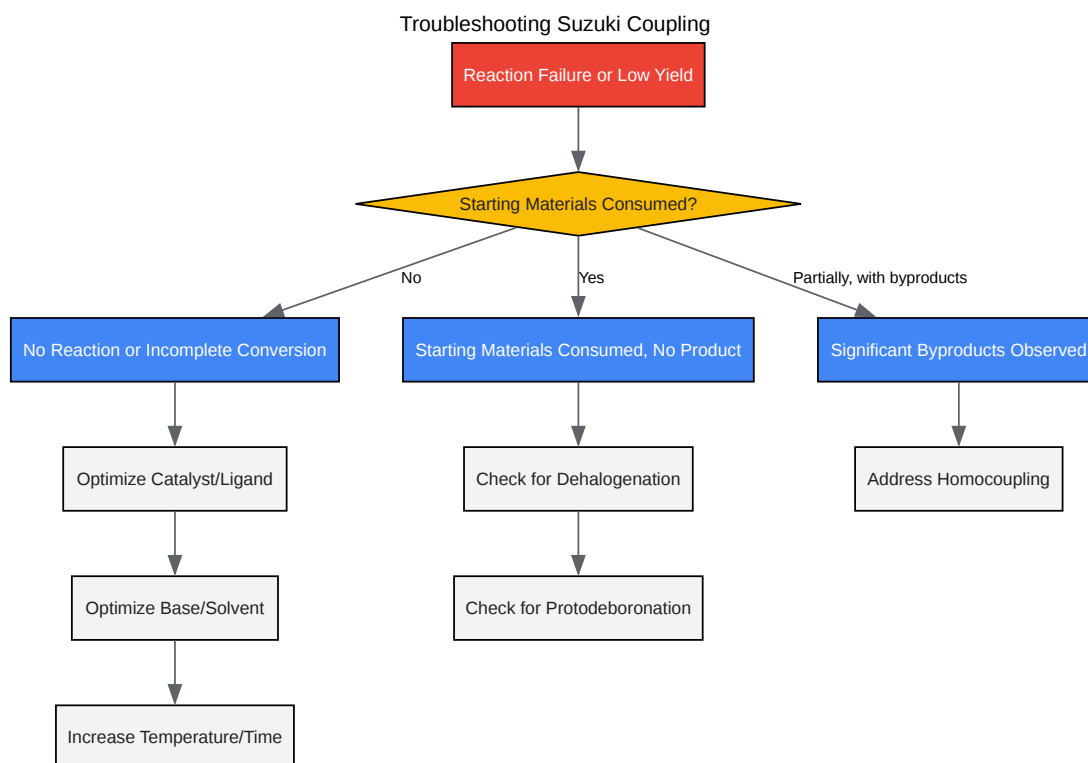 Troubleshooting Suzuki Coupling
Reaction Failure or Low Yield
Starting Materials Consumed?
No
Yes
Partially, with byproducts
No Reaction or Incomplete Conversion
Starting Materials Consumed, No Product
Significant Byproducts Observed
Optimize Catalyst/Ligand
Check for Dehalogenation
Address Homocoupling
Optimize Base/Solvent
Check for Protodeboronation
Increase Temperature/Time